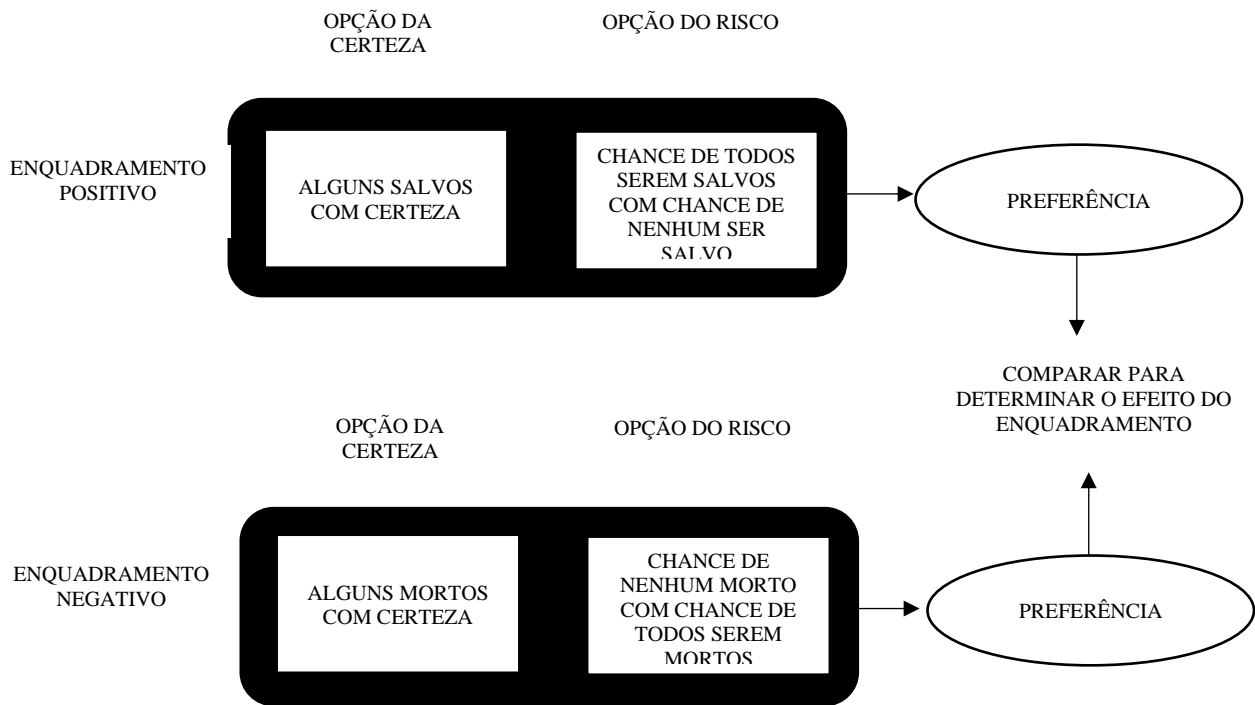 OPÇÃO DA
CERTEZA
OPÇÃO DO RISCO
ENQUADRAMENTO
POSITIVO
ALGUNS SALVOS
COM CERTEZA
CHANCE DE TODOS
SEREM SALVOS
COM CHANCE DE
NENHUM SER
SALVO
PREFERÊNCIA
COMPARAR PARA
DETERMINAR O EFEITO DO
ENQUADRAMENTO
OPÇÃO DA
CERTEZA
OPÇÃO DO RISCO
ENQUADRAMENTO
NEGATIVO
ALGUNS MORTOS
COM CERTEZA
CHANCE DE
NENHUM MORTO
COM CHANCE DE
TODOS SEREM
MORTOS
PREFERÊNCIA